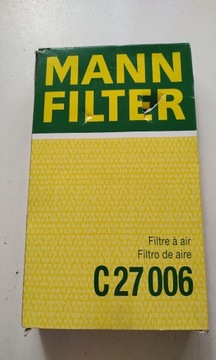 MANN
FILTER
Filtre à air
Filtro de aire
C 27 006